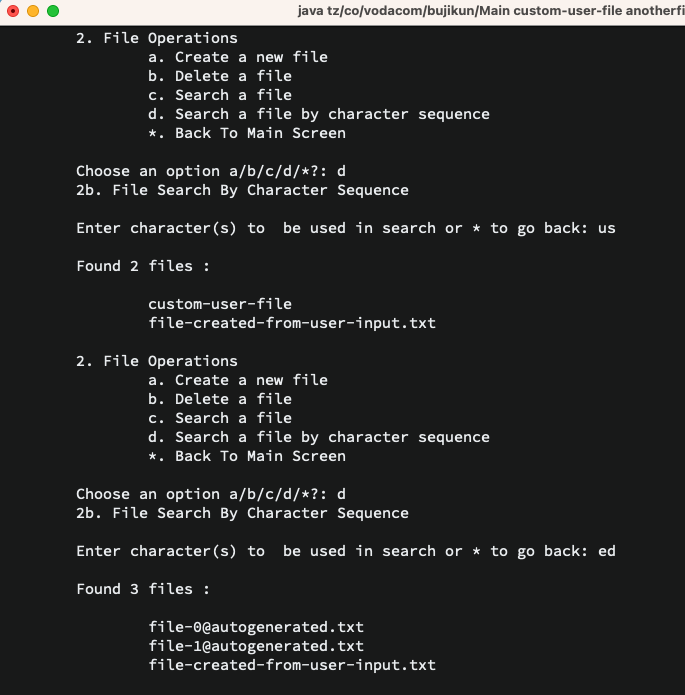 java tz/co/vodacom/bujikun/Main custom-user-file anotherfi
2. File Operations
a. Create a new file
b. Delete a file
c. Search a file
d. Search a file by character sequence
*. Back To Main Screen
Choose an option a/b/c/d/*?: d
2b. File Search By Character Sequence
Enter character(s) to  be used in search or * to go back: us
Found 2 files :
custom-user-file
file-created-from-user-input.txt
2. File Operations
a. Create a new file
b. Delete a file
c. Search a file
d. Search a file by character sequence
*. Back To Main Screen
Choose an option a/b/c/d/*?: d
2b. File Search By Character Sequence
Enter character(s) to  be used in search or * to go back: ed
Found 3 files :
file-0@autogenerated.txt
file-1@autogenerated.txt
file-created-from-user-input.txt